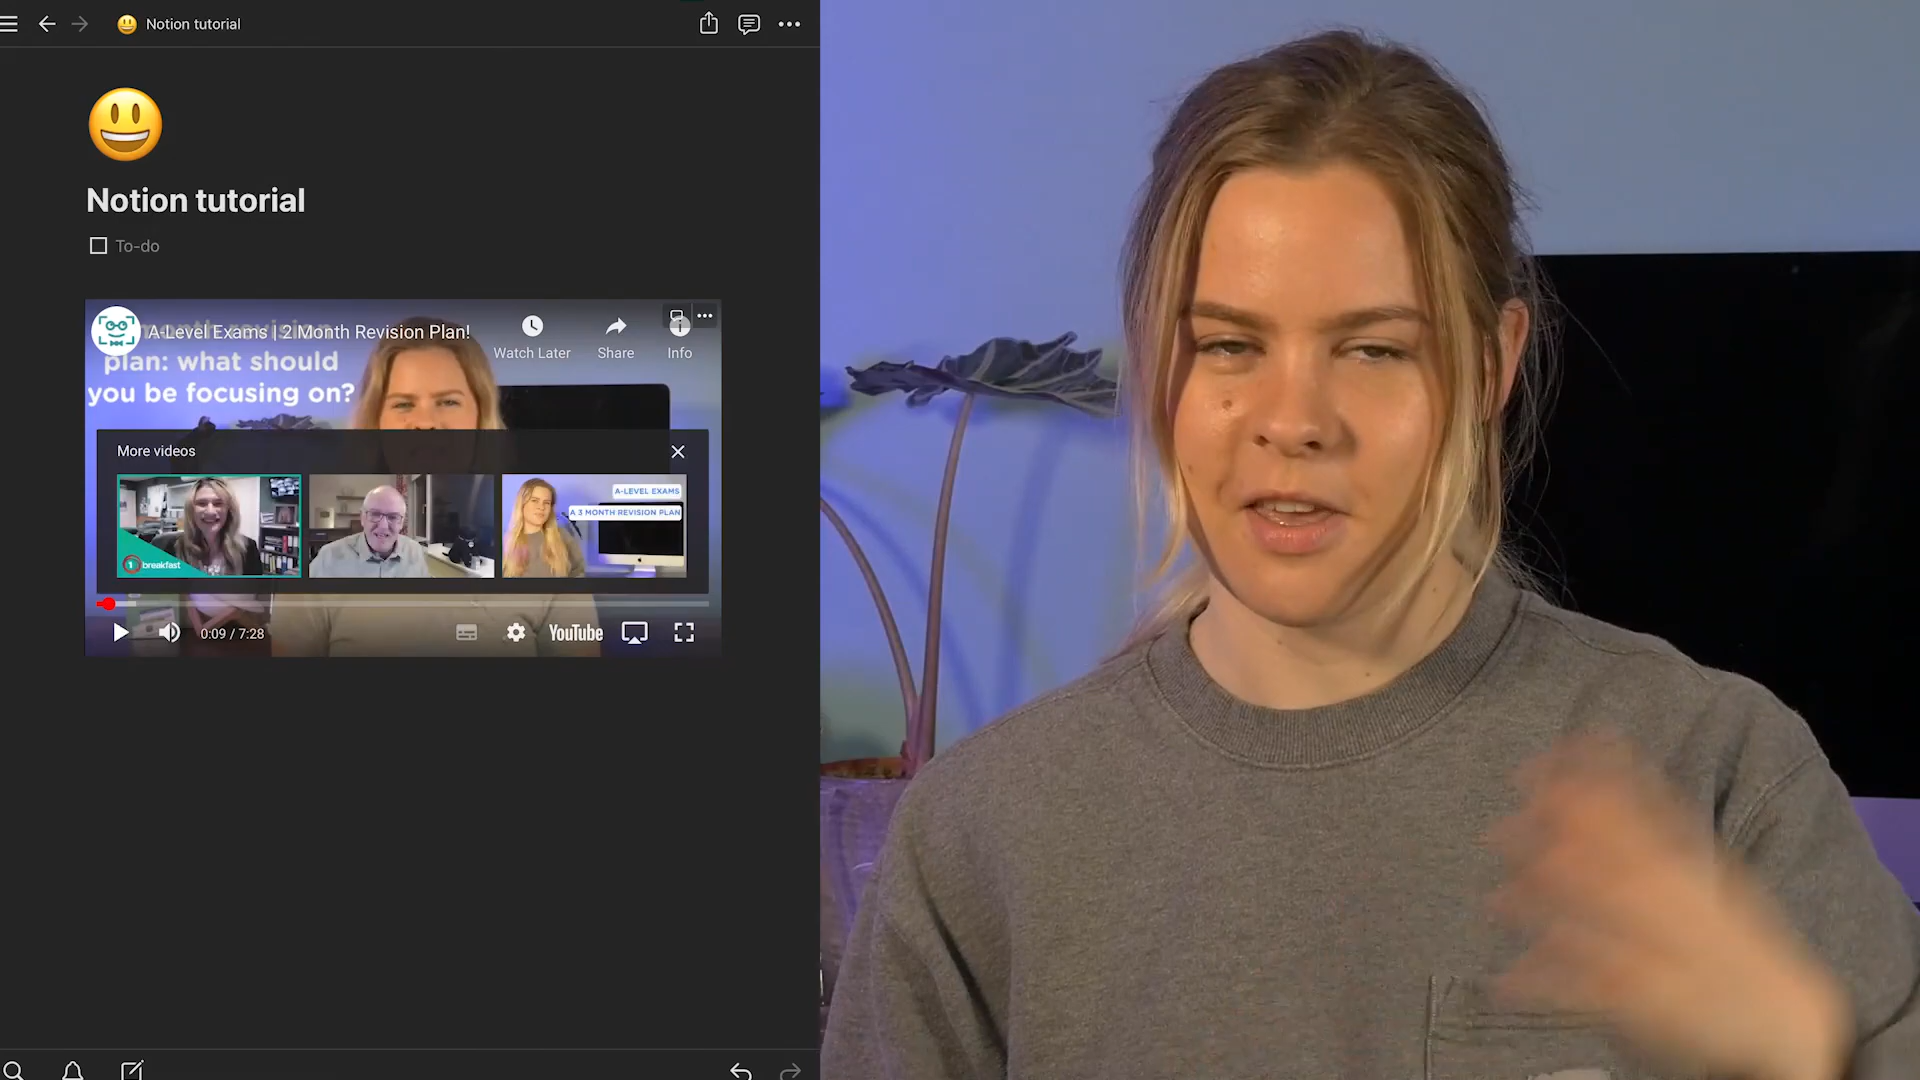 Notion tutorial
Notion tutorial
To-do
A-Level Exams | 2 Month Revision Plan!
Watch Later
Share
Info
plan: what should
you be focusing on?
More videos
1 breakfast
A-LEVEL EXAMS
A 3 MONTH REVISION PLAN
0:09 / 7:28
YouTube